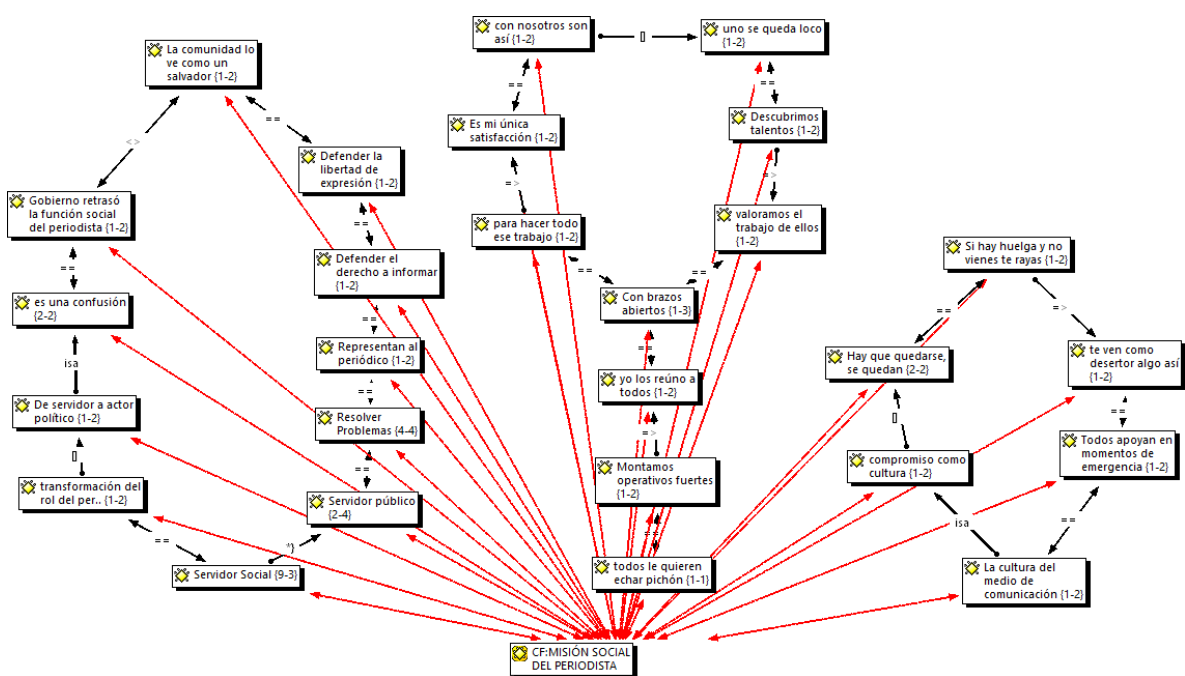 con nosotros son
así {1-2}
[]
uno se queda loco
{1-2}
La comunidad lo
ve como un
salvador {1-2}
==
==
==
Es mi única
satisfacción {1-2}
Descubrimos
talentos {1-2}
<>
Defender la
libertad de
expresión {1-2}
=>
=>
Gobierno retrasó
la función social
del periodista {1-2}
para hacer todo
ese trabajo {1-2}
valoramos el
trabajo de ellos
{1-2}
==
Si hay huelga y no
vienes te rayas {1-2}
==
Defender el
derecho a informar
{1-2}
==
==
Con brazos
abiertos {1-3}
es una confusión
{2-2}
==
==
=>
==
Representan al
periódico {1-2}
Hay que quedarse,
se quedan {2-2}
te ven como
desertor algo así
{1-2}
isa
yo los reúno a
todos {1-2}
==
De servidor a actor
político {1-2}
Resolver
Problemas {4-4}
[]
==
=>
Todos apoyan en
momentos de
emergencia {1-2}
[]
==
Montamos
operativos fuertes
{1-2}
compromiso como
cultura {1-2}
transformación del
rol del per.. {1-2}
Servidor público
{2-4}
==
*}
==
isa
==
Servidor Social {9-3}
todos le quieren
echar pichón {1-1}
La cultura del
medio de
comunicación {1-2}
CF:MISIÓN SOCIAL
DEL PERIODISTA